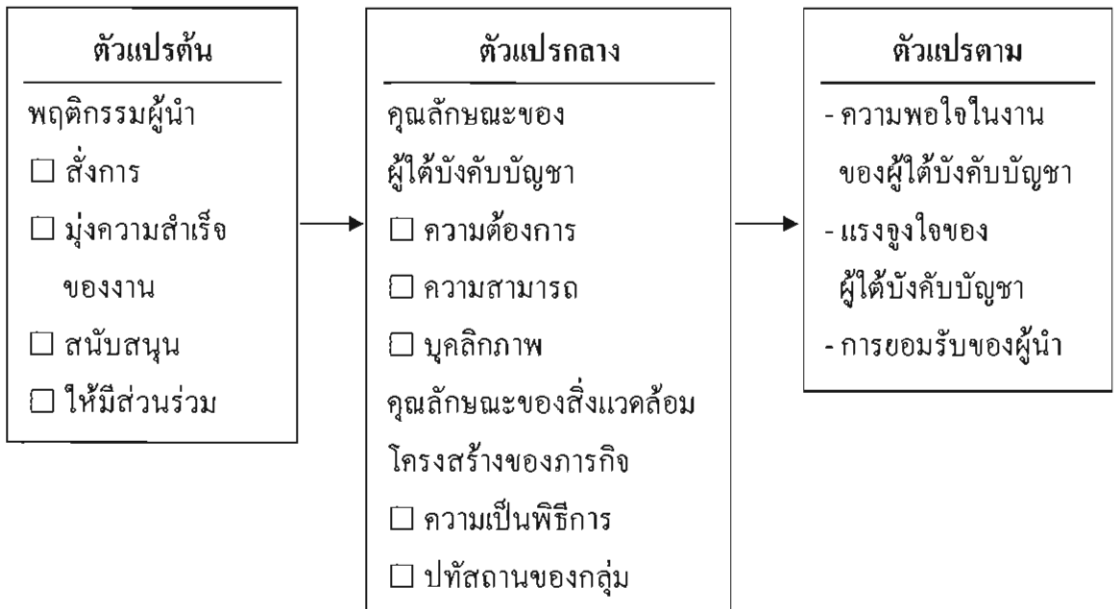 ตัวแปรต้น
พฤติกรรมผู้นำ
☐ สั่งการ
☐ มุ่งความสำเร็จ
ของงาน
☐ สนับสนุน
☐ ให้มีส่วนร่วม
ตัวแปรกลาง
คุณลักษณะของ
ผู้ใต้บังคับบัญชา
☐ ความต้องการ
☐ ความสามารถ
☐ บุคลิกภาพ
คุณลักษณะของสิ่งแวดล้อม
โครงสร้างของภารกิจ
☐ ความเป็นพิธีการ
☐ ปทัสถานของกลุ่ม
ตัวแปรตาม
- ความพอใจในงาน
ของผู้ใต้บังคับบัญชา
- แรงจูงใจของ
ผู้ใต้บังคับบัญชา
- การยอมรับของผู้นำ